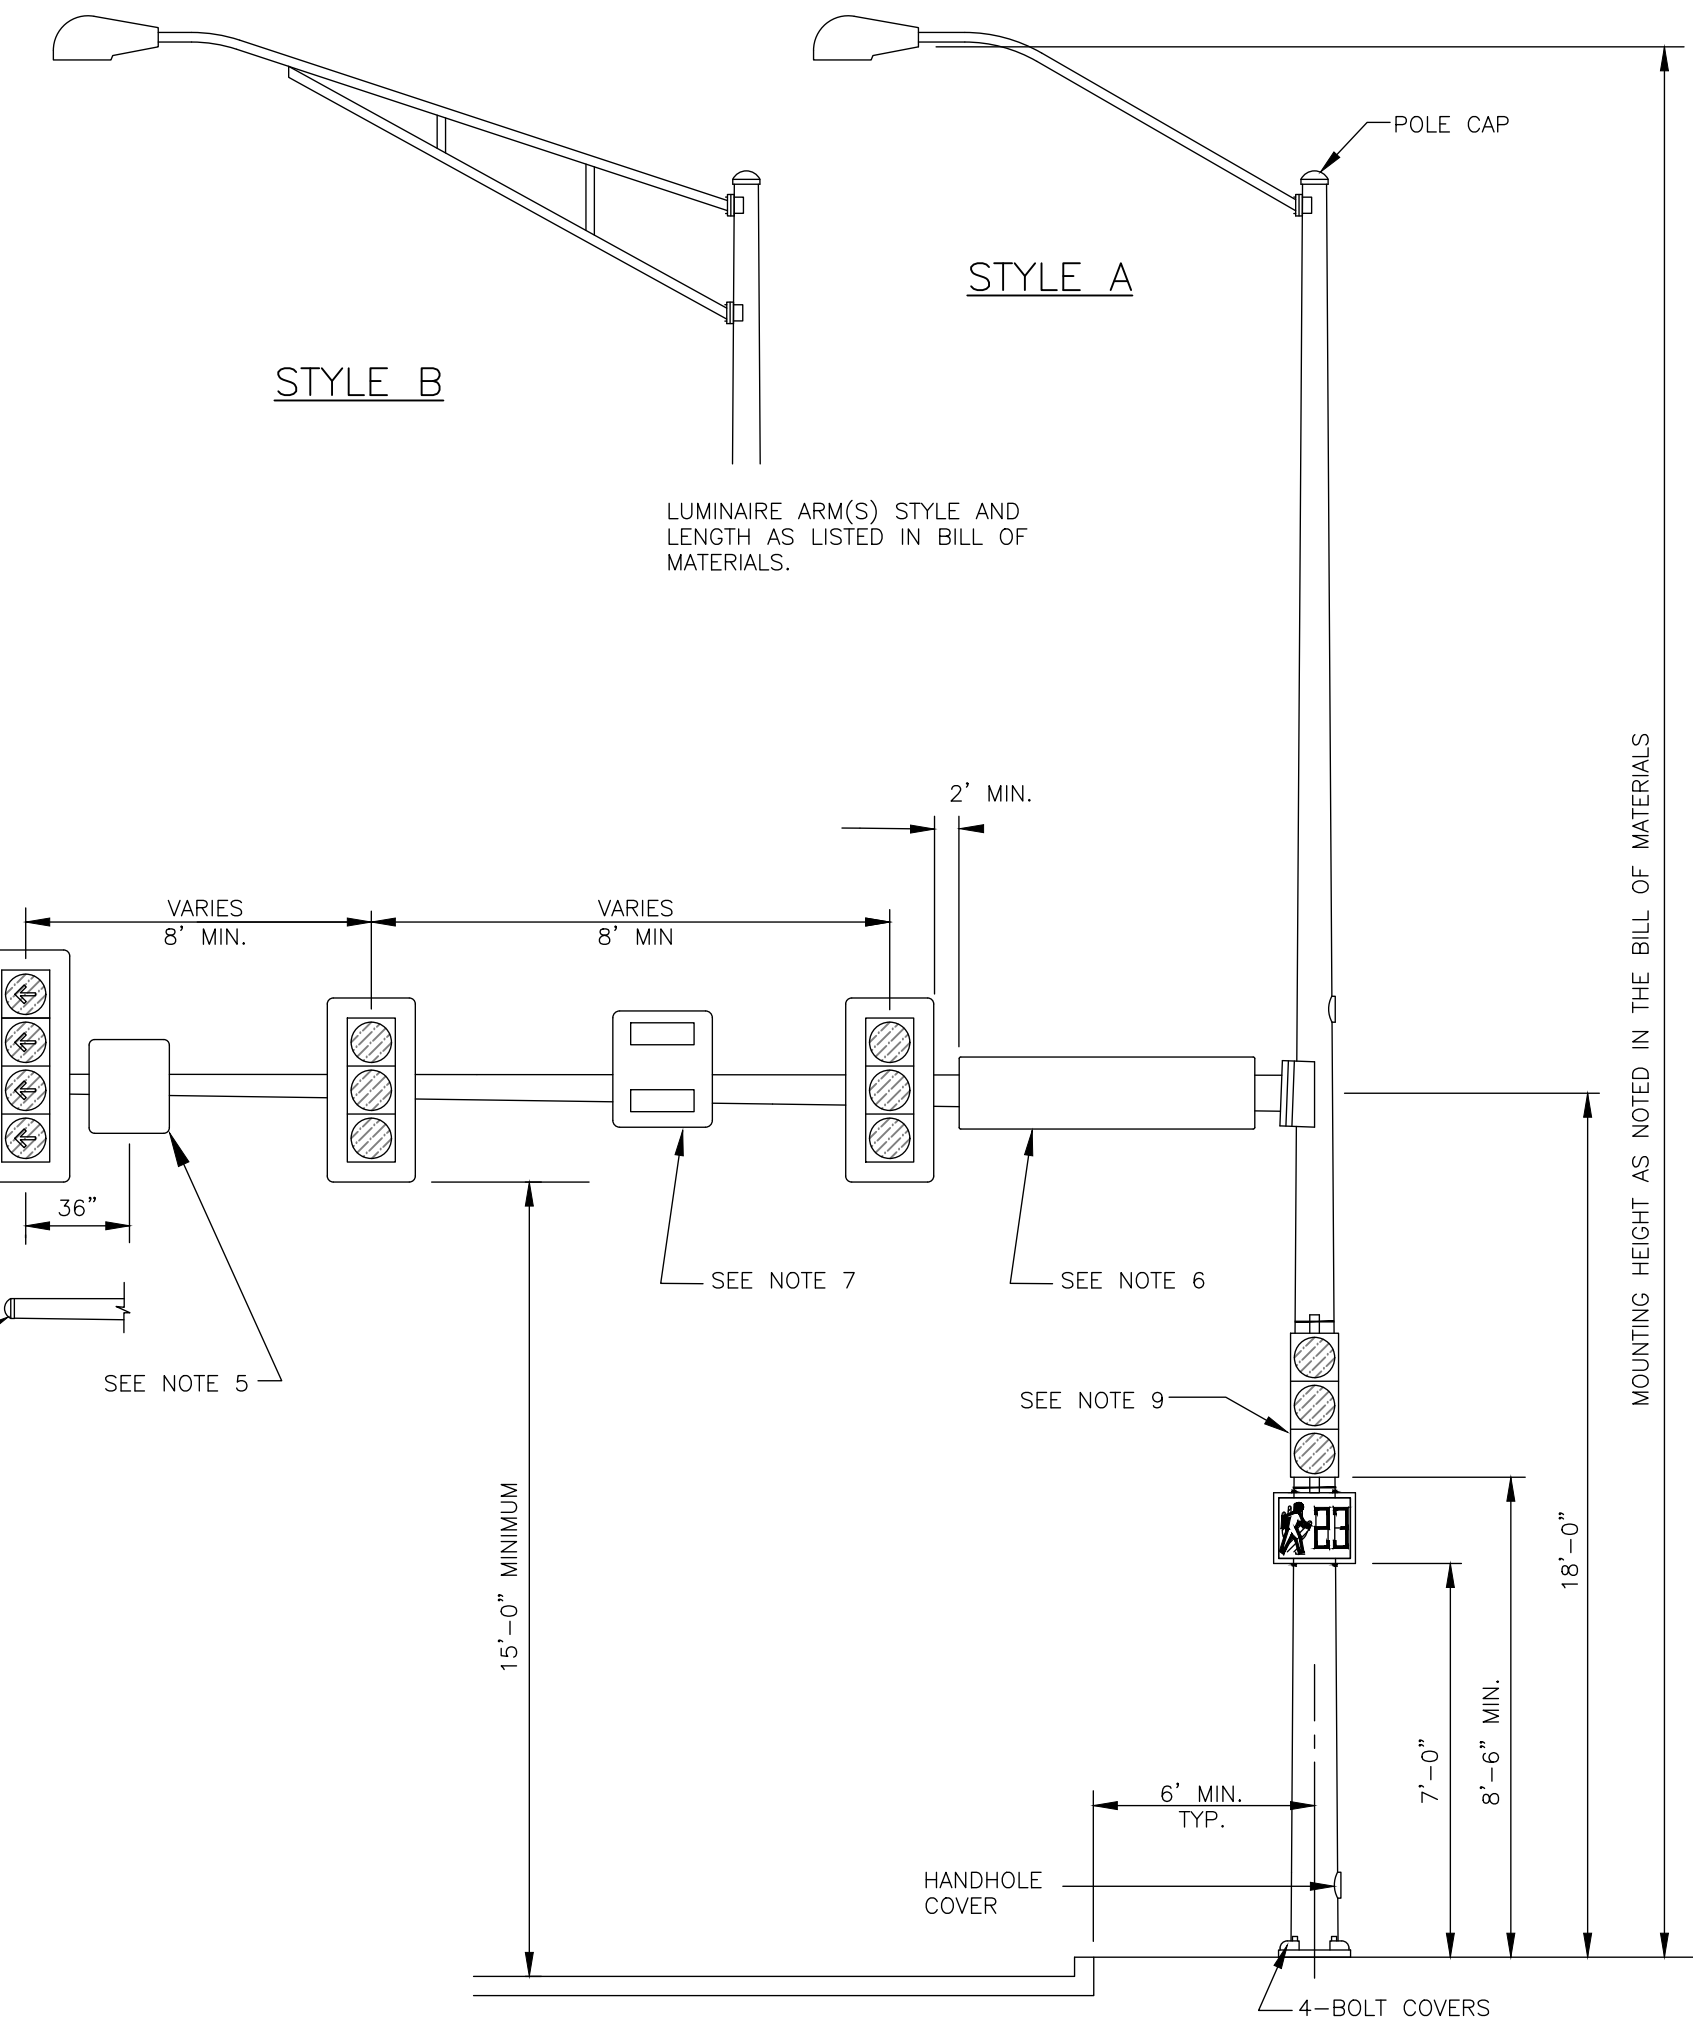 POLE CAP
STYLE A
STYLE B
LUMINAIRE ARM(S) STYLE AND
LENGTH AS LISTED IN BILL OF
MATERIALS.
MOUNTING HEIGHT AS NOTED IN THE BILL OF MATERIALS
2' MIN.
VARIES
8' MIN.
VARIES
8' MIN
36"
SEE NOTE 7
SEE NOTE 6
SEE NOTE 5
SEE NOTE 9
15'-0" MINIMUM
23
18'-0"
8'-6" MIN.
7'-0"
6' MIN.
TYP.
HANDHOLE
COVER
4-BOLT COVERS